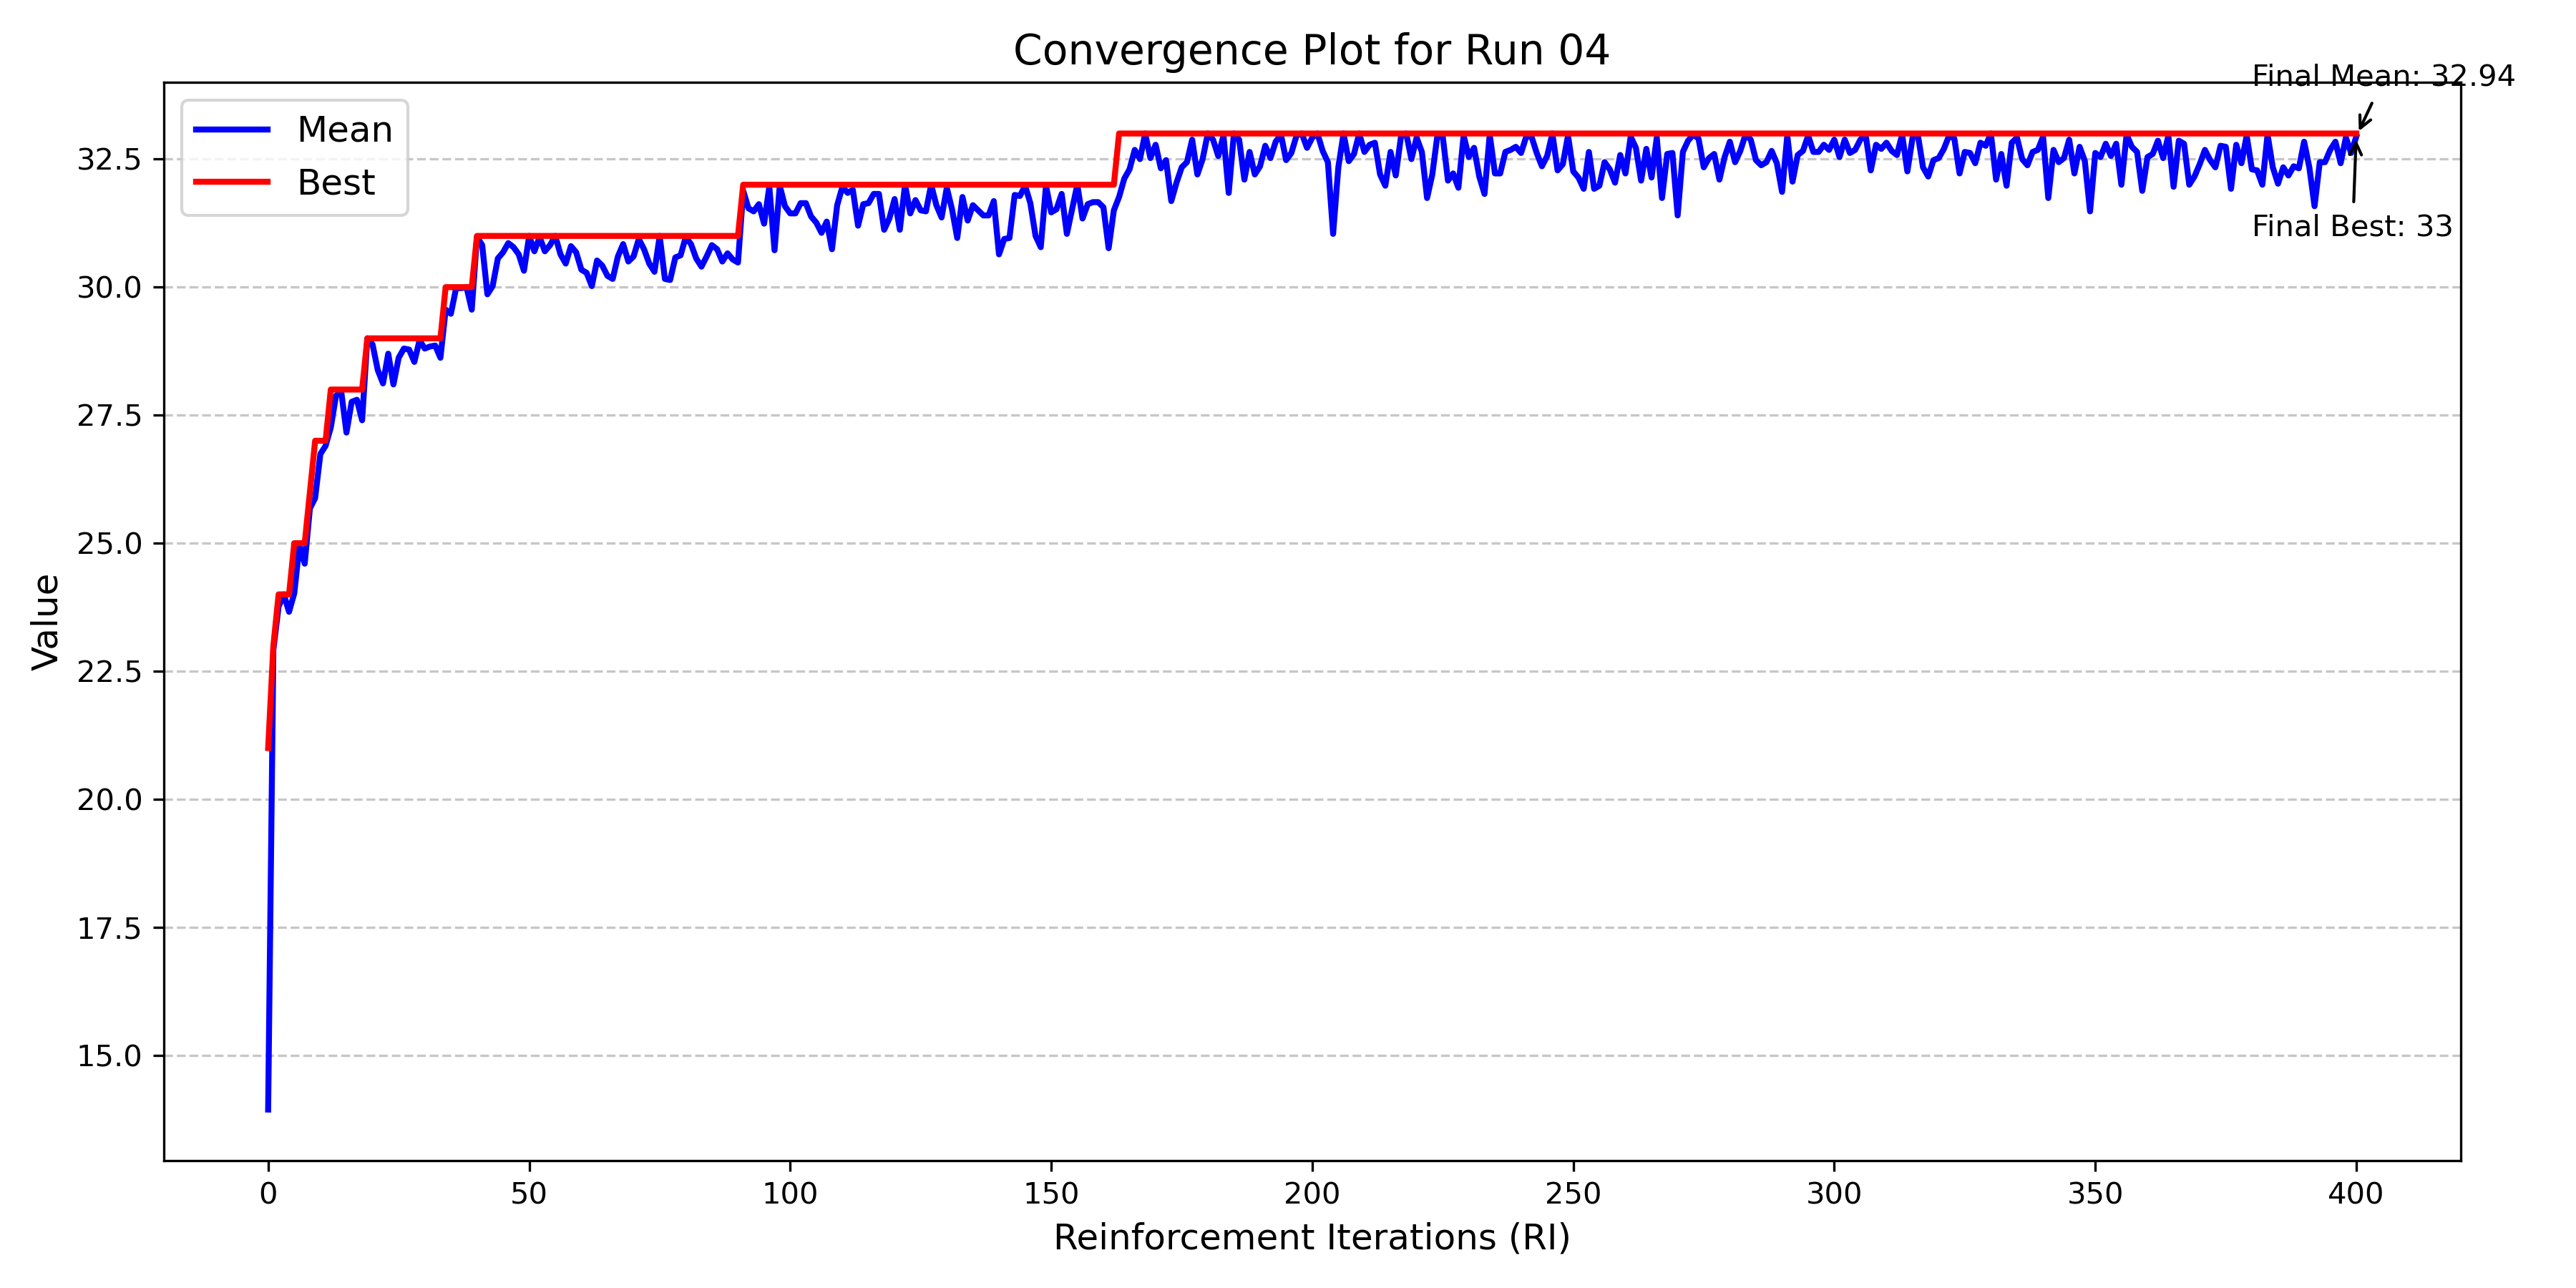 Convergence Plot for Run 04
Final Mean: 32.94
Mean
Best
Final Best: 33
32.5
30.0
27.5
25.0
22.5
20.0
17.5
15.0
Value
0 50 100 150 200 250 300 350 400
Reinforcement Iterations (RI)